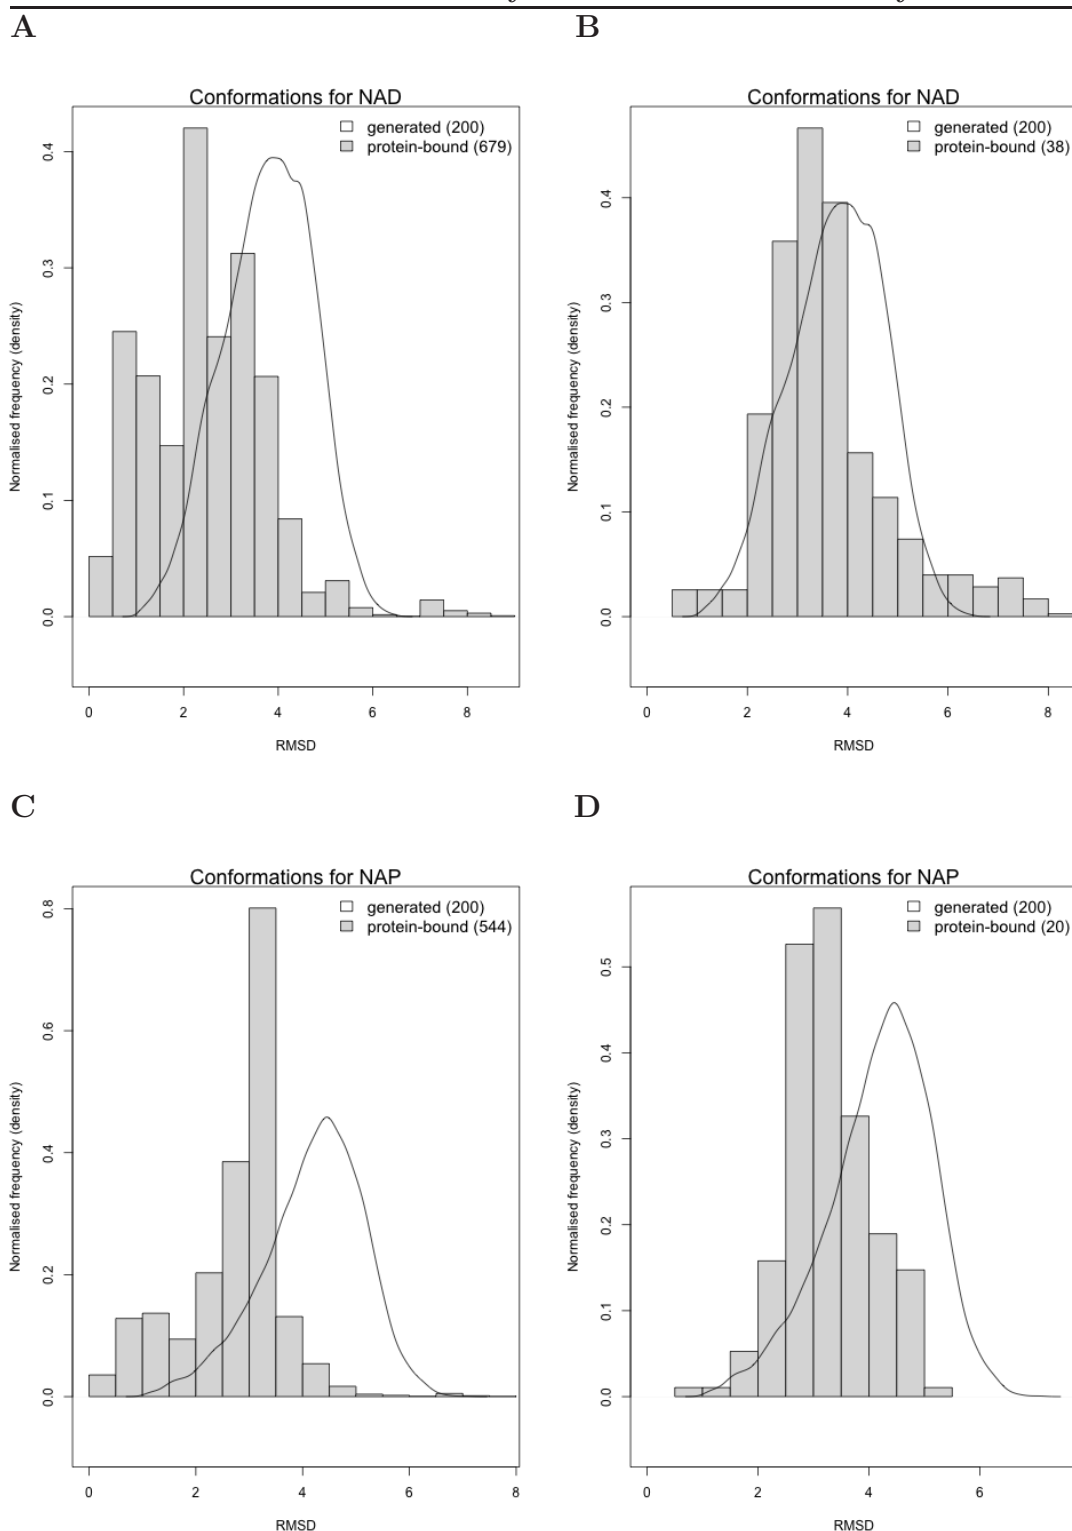 A
B
Conformations for NAD
generated (200)
protein-bound (679)
Normalised frequency (density)
0.0
0.1
0.2
0.3
0.4
0 2 4 6 8
RMSD
Conformations for NAD
generated (200)
protein-bound (38)
Normalised frequency (density)
0.0
0.1
0.2
0.3
0.4
0 2 4 6 8
RMSD
C
D
Conformations for NAP
generated (200)
protein-bound (544)
Normalised frequency (density)
0.0
0.2
0.4
0.6
0.8
0 2 4 6 8
RMSD
Conformations for NAP
generated (200)
protein-bound (20)
Normalised frequency (density)
0.0
0.1
0.2
0.3
0.4
0.5
0 2 4 6
RMSD